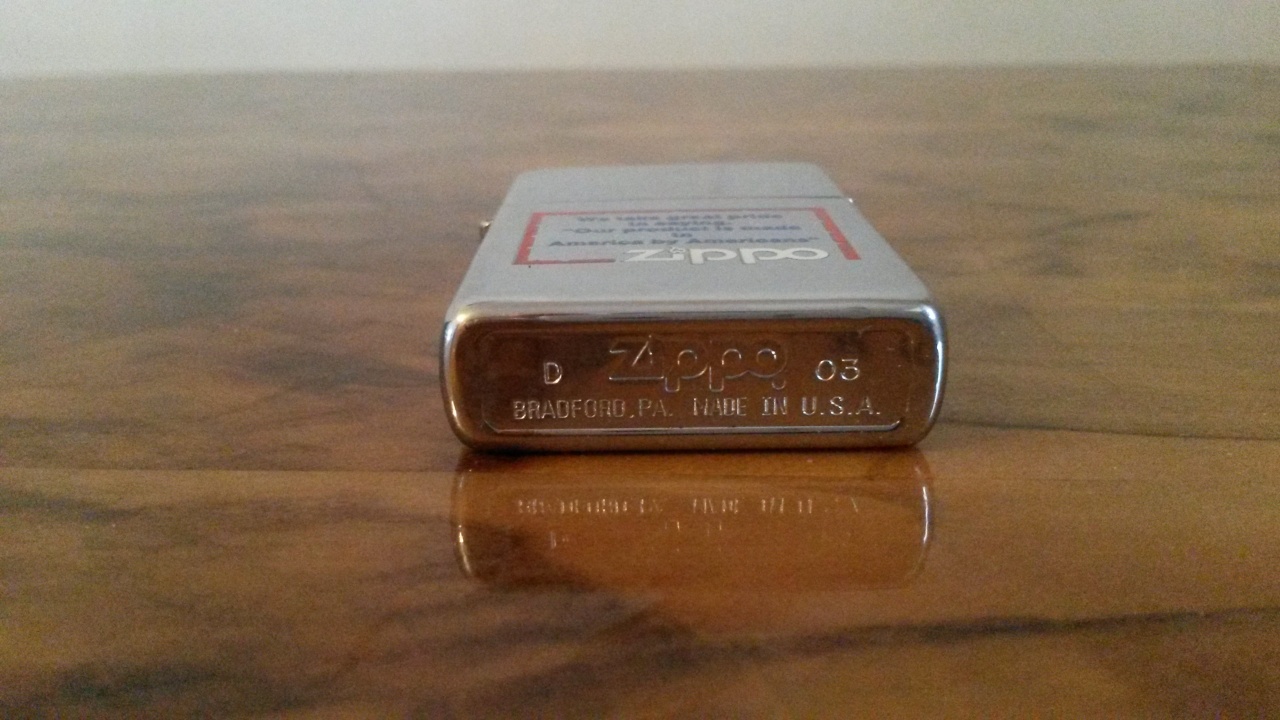 We take great pride
in saying.
"Our product is made
in
America by Americans"
Zippo
D Zippo 03
BRADFORD, PA. MADE IN U.S.A.